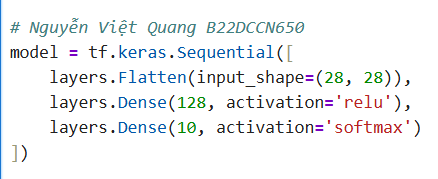 # Nguyễn Việt Quang B22DCCN650
model = tf.keras.Sequential([
    layers.Flatten(input_shape=(28, 28)),
    layers.Dense(128, activation='relu'),
    layers.Dense(10, activation='softmax')
])